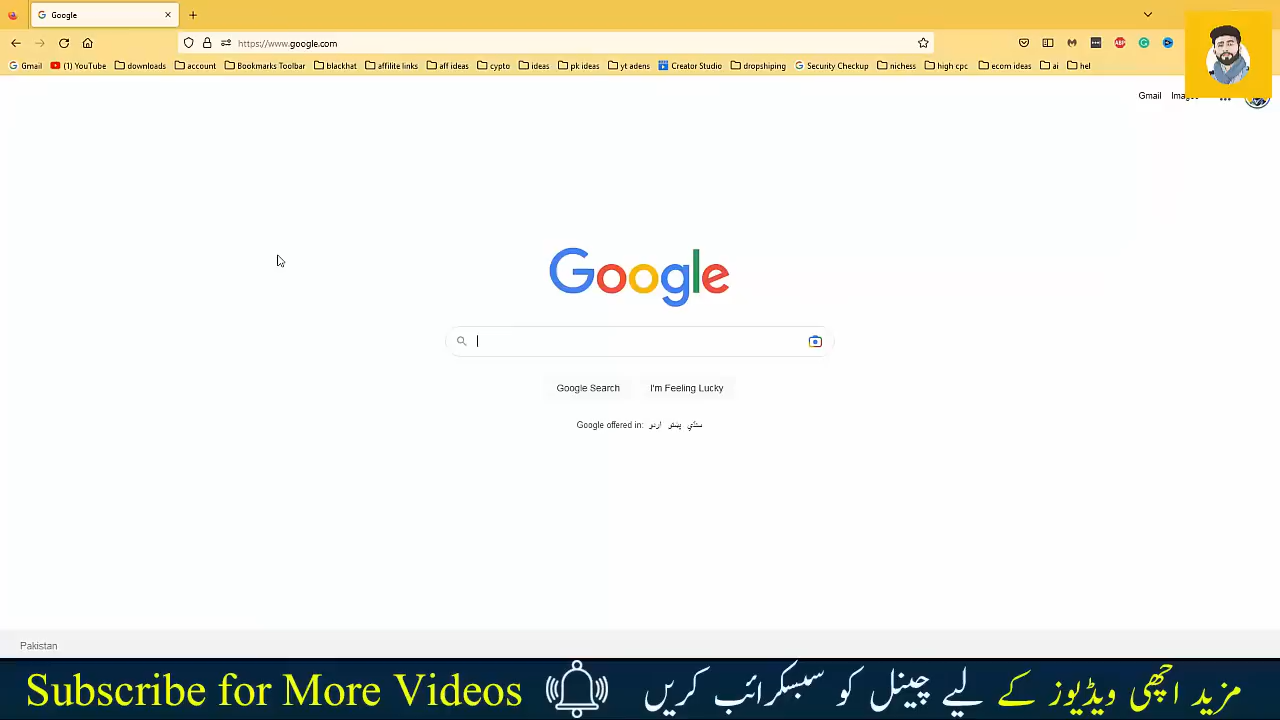 Google
https://www.google.com
Gmail (1) YouTube downloads account Bookmarks Toolbar blackhat affilite links aff ideas cypto ideas pk ideas yt adens Creator Studio dropshiping Security Checkup nichess high cpc ecom ideas ai hel
ABP
Gmail
Google
Google Search I'm Feeling Lucky
Google offered in: اردو پښتو سنڌي
Pakistan
Subscribe for More Videos مزید اچھی ویڈیوز کے لیے چینل کو سبسکرائب کریں